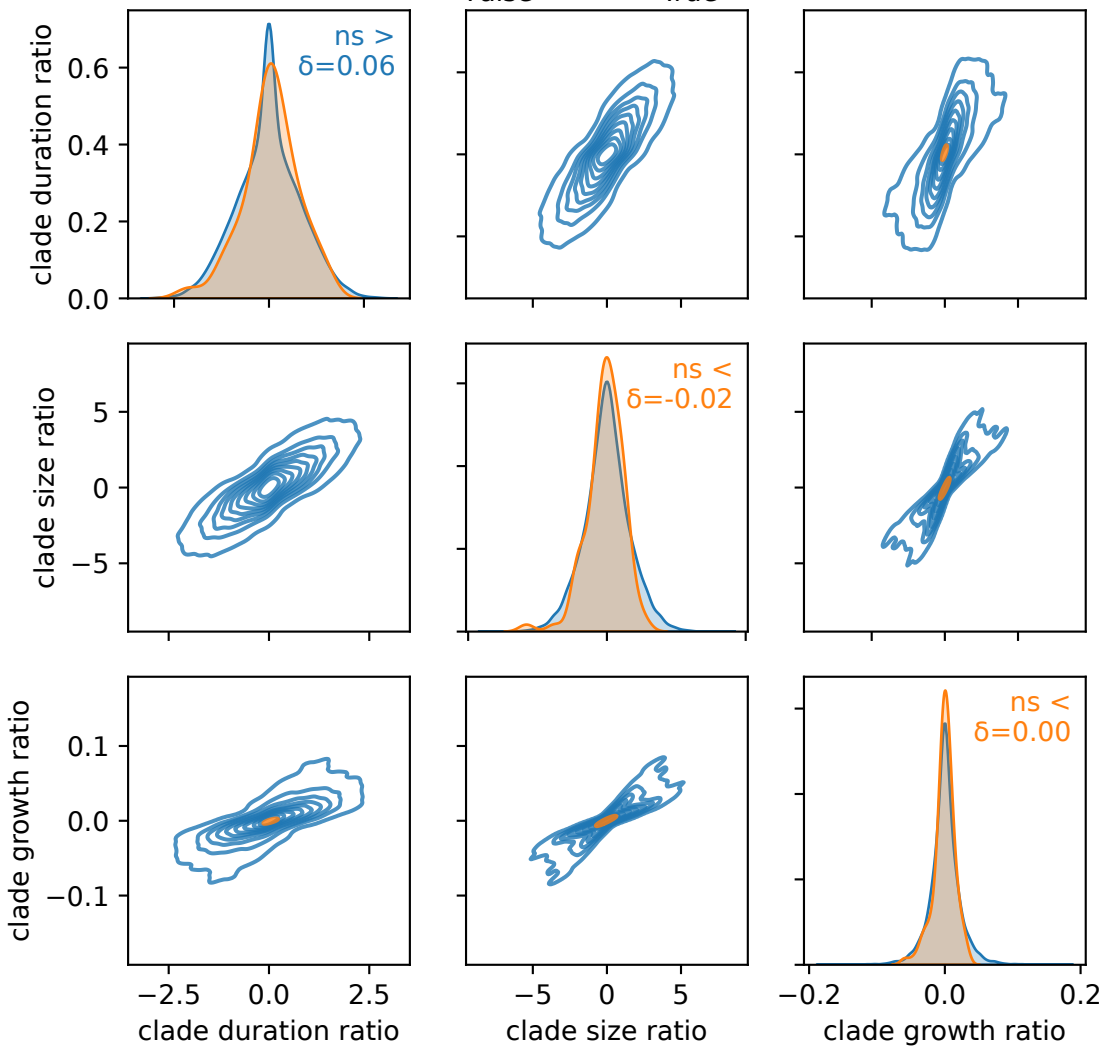 clade duration ratio
0.6
0.4
0.2
0.0
ns >
δ=0.06
clade size ratio
5
0
−5
ns <
δ=-0.02
clade growth ratio
0.1
0.0
−0.1
ns <
δ=0.00
−2.5 0.0 2.5
−5 0 5
−0.2 0.0 0.2
clade duration ratio
clade size ratio
clade growth ratio